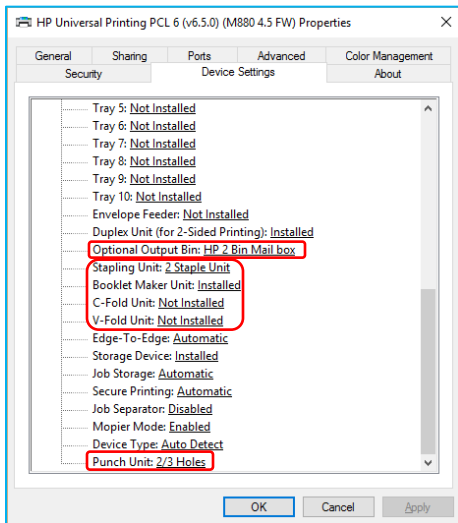 HP Universal Printing PCL 6 (v6.5.0) (M880 4.5 FW) Properties
General Sharing Ports Advanced Color Management
Security Device Settings About
Tray 5: Not Installed
Tray 6: Not Installed
Tray 7: Not Installed
Tray 8: Not Installed
Tray 9: Not Installed
Tray 10: Not Installed
Envelope Feeder: Not Installed
Duplex Unit (for 2-Sided Printing): Installed
Optional Output Bin: HP 2 Bin Mail box
Stapling Unit: 2 Staple Unit
Booklet Maker Unit: Installed
C-Fold Unit: Not Installed
V-Fold Unit: Not Installed
Edge-To-Edge: Automatic
Storage Device: Installed
Job Storage: Automatic
Secure Printing: Automatic
Job Separator: Disabled
Mopier Mode: Enabled
Device Type: Auto Detect
Punch Unit: 2/3 Holes
OK Cancel Apply